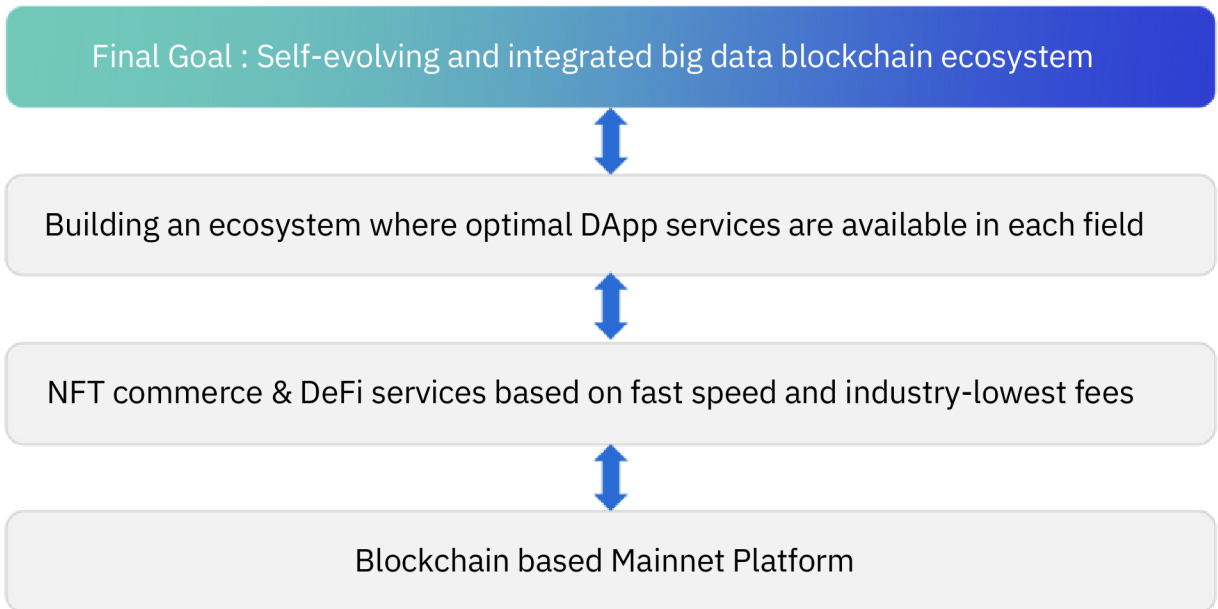 Final Goal : Self-evolving and integrated big data blockchain ecosystem
Building an ecosystem where optimal DApp services are available in each field
NFT commerce & DeFi services based on fast speed and industry-lowest fees
Blockchain based Mainnet Platform